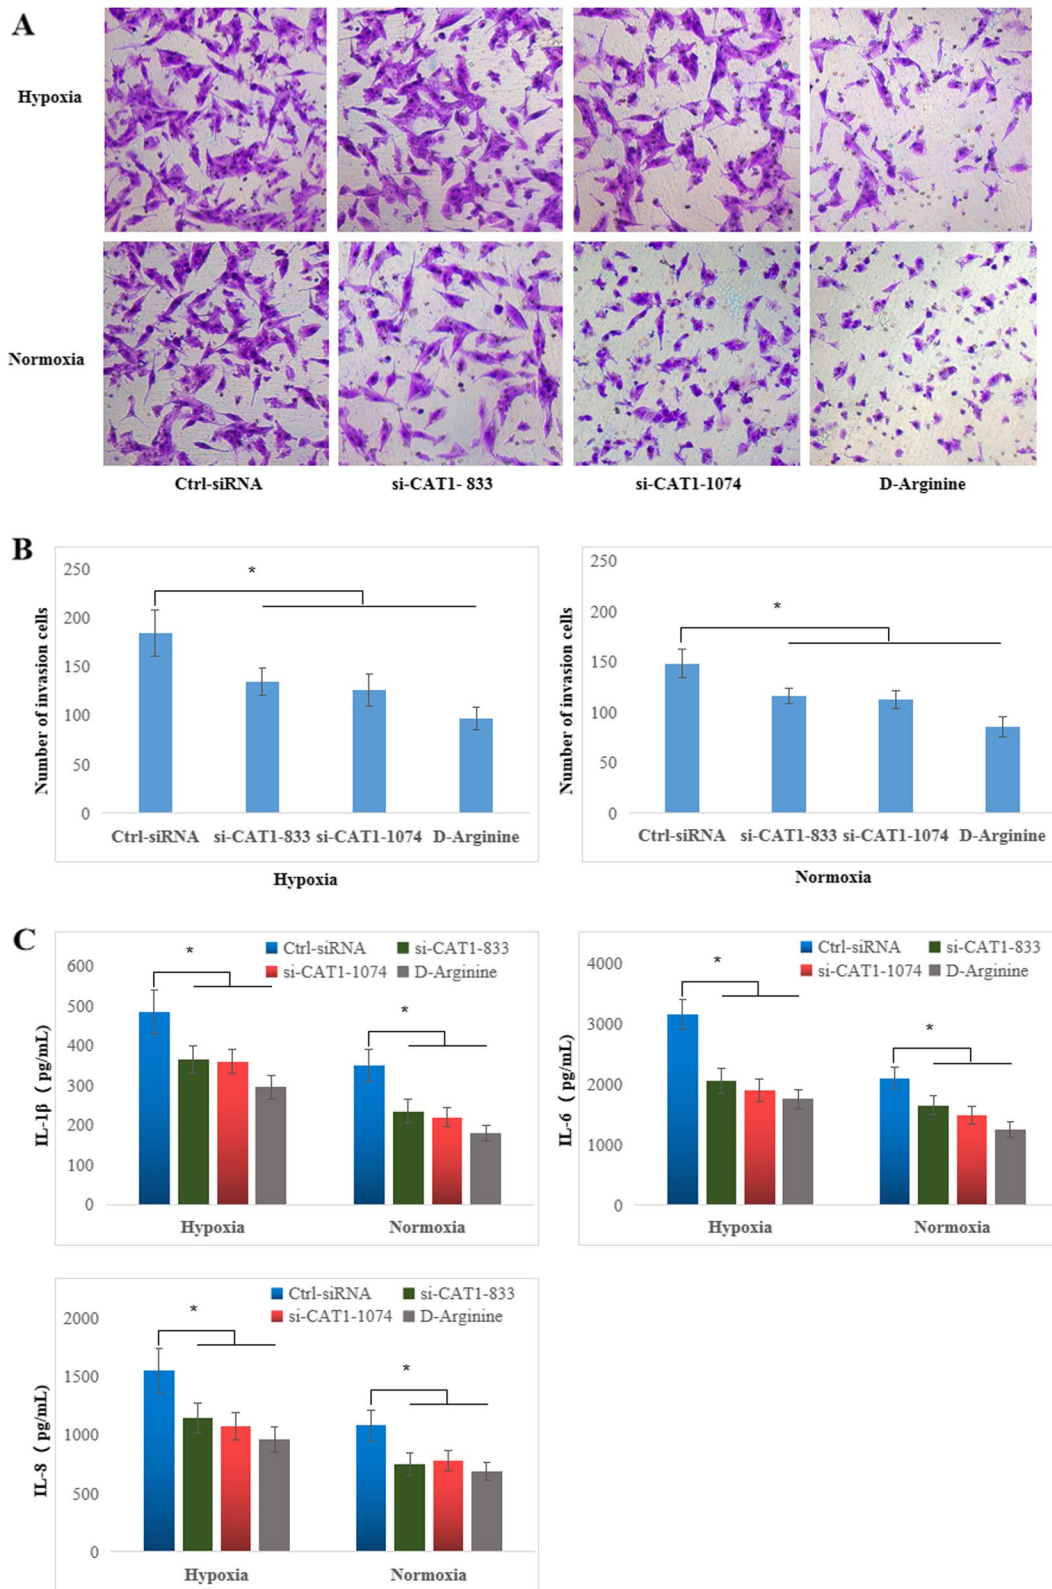 A
Hypoxia
Normoxia
Ctrl-siRNA si-CAT1- 833 si-CAT1-1074 D-Arginine
B
Number of invasion cells
250
200
150
100
50
0
*
Ctrl-siRNA si-CAT1-833 si-CAT1-1074 D-Arginine
Hypoxia
Number of invasion cells
250
200
150
100
50
0
*
Ctrl-siRNA si-CAT1-833 si-CAT1-1074 D-Arginine
Normoxia
C
Ctrl-siRNA si-CAT1-833
si-CAT1-1074 D-Arginine
IL-1β ( pg/mL)
600
500
400
300
200
100
0
*
*
Hypoxia Normoxia
Ctrl-siRNA si-CAT1-833
si-CAT1-1074 D-Arginine
IL-6 ( pg/mL)
4000
3000
2000
1000
0
*
*
Hypoxia Normoxia
Ctrl-siRNA si-CAT1-833
si-CAT1-1074 D-Arginine
IL-8 ( pg/mL)
2000
1500
1000
500
0
*
*
Hypoxia Normoxia